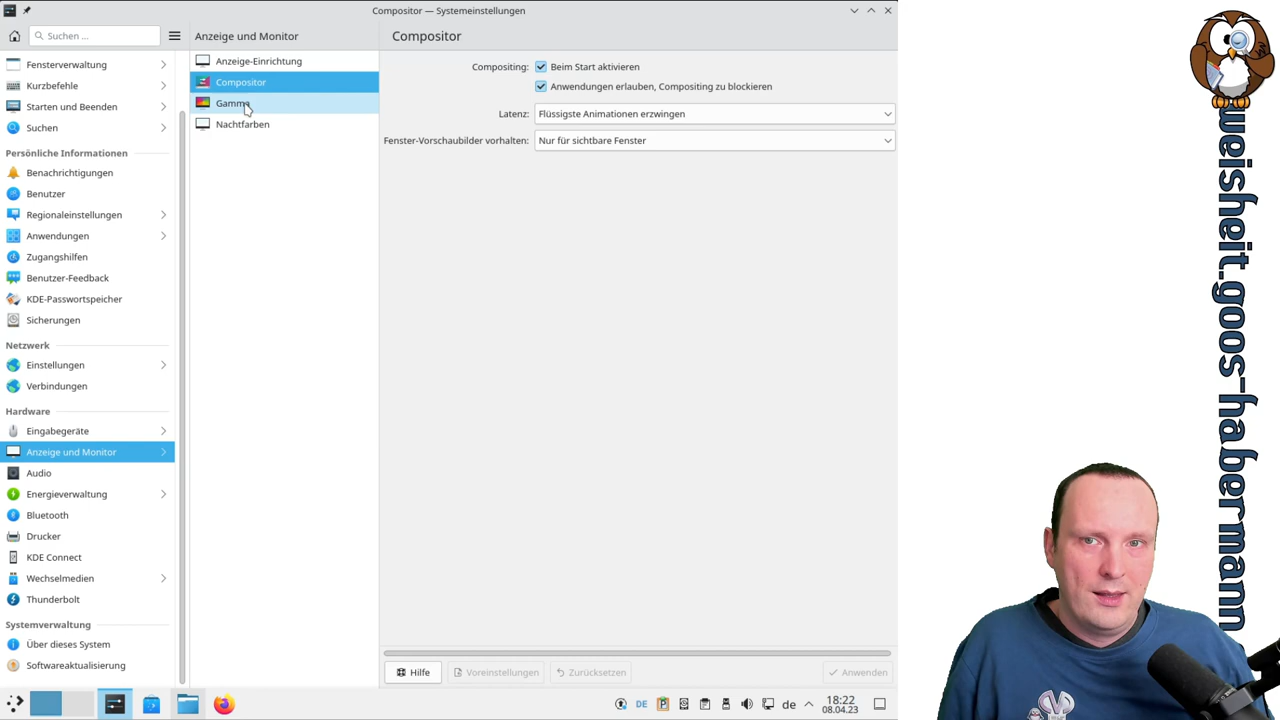 Compositor — Systemeinstellungen
Suchen ...
Anzeige und Monitor
Compositor
Fensterverwaltung
Kurzbefehle
Starten und Beenden
Suchen
Persönliche Informationen
Benachrichtigungen
Benutzer
Regionaleinstellungen
Anwendungen
Zugangshilfen
Benutzer-Feedback
KDE-Passwortspeicher
Sicherungen
Netzwerk
Einstellungen
Verbindungen
Hardware
Eingabegeräte
Anzeige und Monitor
Audio
Energieverwaltung
Bluetooth
Drucker
KDE Connect
Wechselmedien
Thunderbolt
Systemverwaltung
Über dieses System
Softwareaktualisierung
Anzeige-Einrichtung
Compositor
Gamma
Nachtfarben
Compositing: Beim Start aktivieren
Anwendungen erlauben, Compositing zu blockieren
Latenz: Flüssigste Animationen erzwingen
Fenster-Vorschaubilder vorhalten: Nur für sichtbare Fenster
Hilfe Voreinstellungen Zurücksetzen Anwenden
DE de 18:22
08.04.23
weisheit.goos-habermann